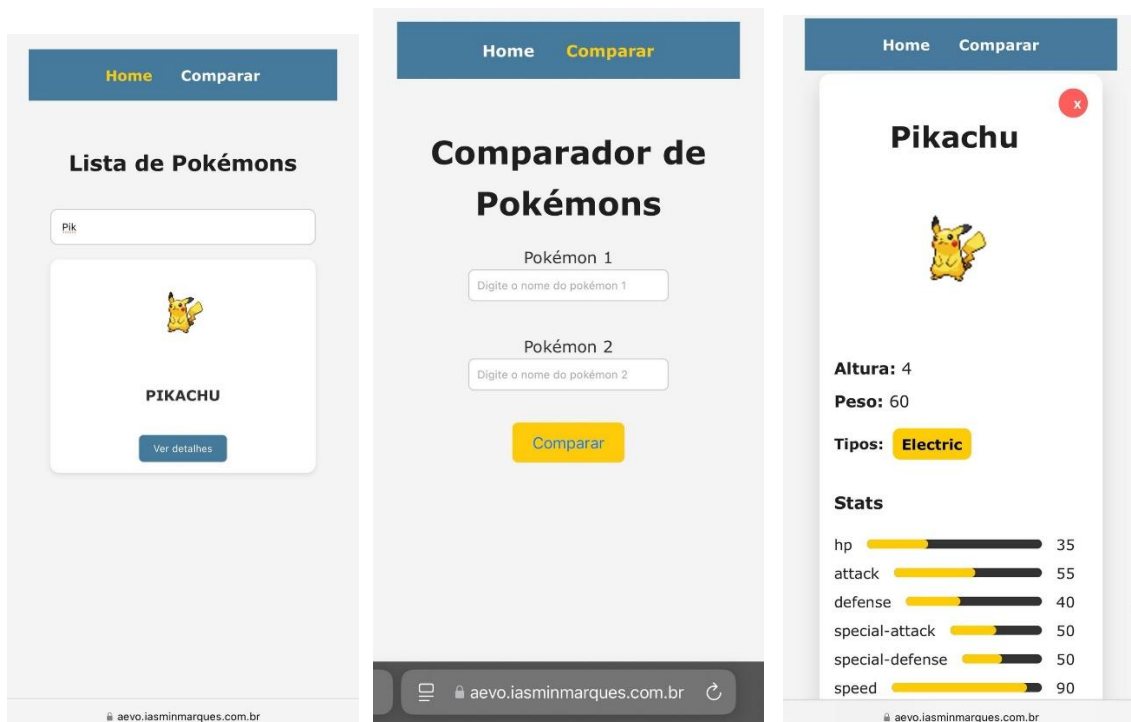 Home Comparar
Lista de Pokémons
Pik
PIKACHU
Ver detalhes
aevo.iasminmarques.com.br
Home Comparar
Comparador de
Pokémons
Pokémon 1
Digite o nome do pokémon 1
Pokémon 2
Digite o nome do pokémon 2
Comparar
aevo.iasminmarques.com.br
Home Comparar
x
Pikachu
Altura: 4
Peso: 60
Tipos: Electric
Stats
hp 35
attack 55
defense 40
special-attack 50
special-defense 50
speed 90
aevo.iasminmarques.com.br